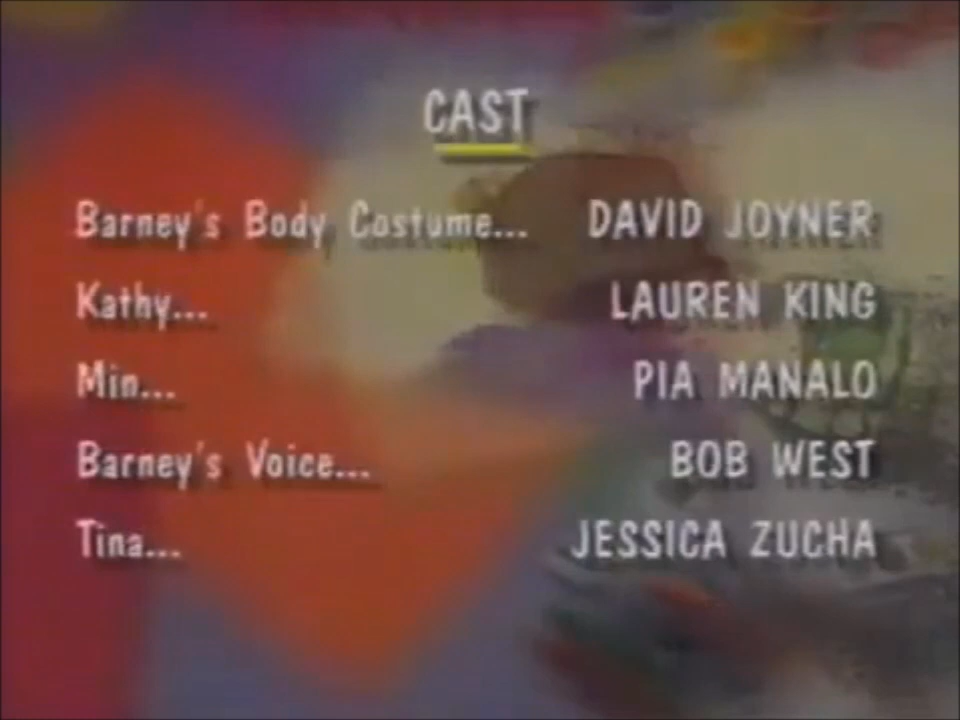 CAST
Barney's Body Costume... DAVID JOYNER
Kathy... LAUREN KING
Min... PIA MANALO
Barney's Voice... BOB WEST
Tina... JESSICA ZUCHA